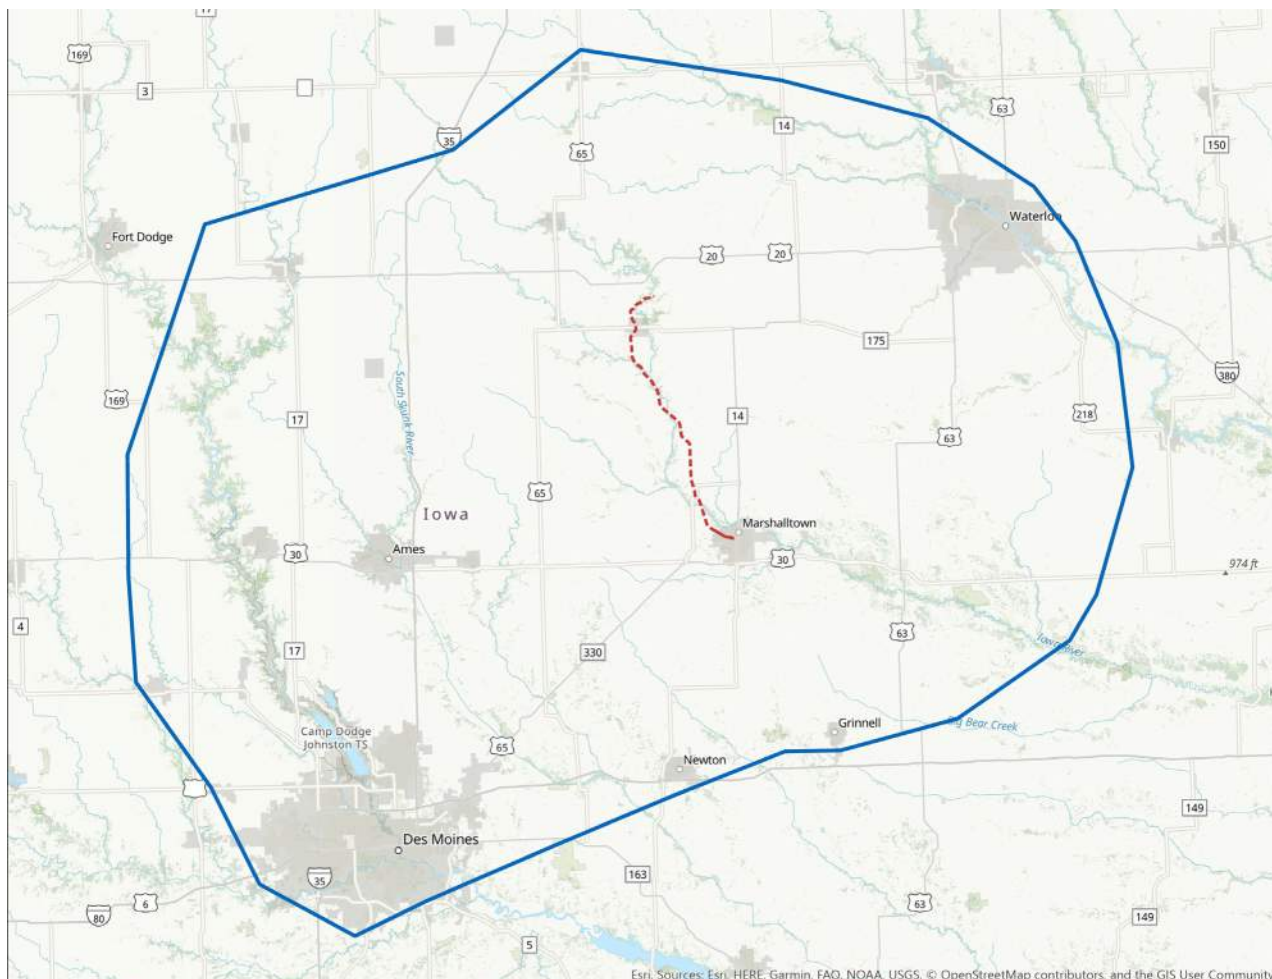 17
169
3
35
14
63
150
65
Fort Dodge
Waterloo
20
20
175
380
169
218
17
14
63
South Skunk River
65
Iowa
Marshalltown
Ames
30
30
974 ft
4
63
Iowa River
17
330
Big Bear Creek
Grinnell
Camp Dodge
Johnston TS
65
Newton
149
Des Moines
35
163
6
63
80
149
5
Esri, Sources: Esri, HERE, Garmin, FAO, NOAA, USGS, © OpenStreetMap contributors, and the GIS User Community